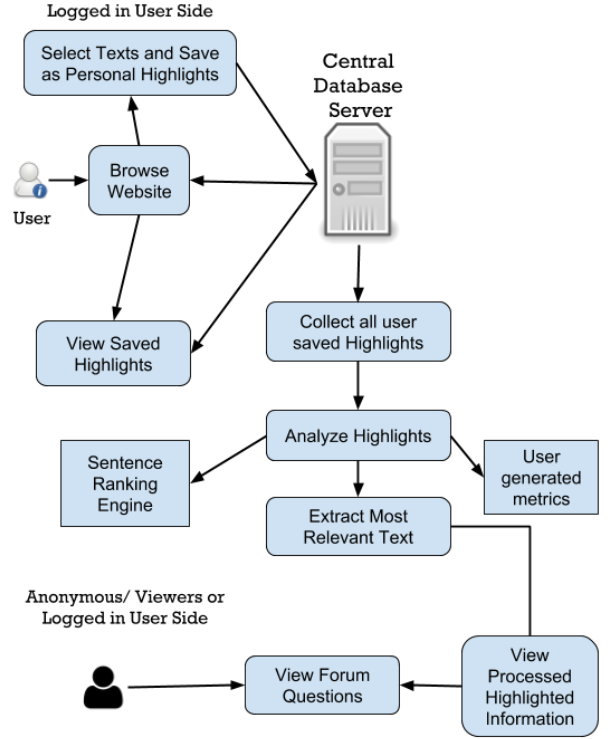 Logged in User Side
Select Texts and Save
as Personal Highlights
Central
Database
Server
Browse
Website
User
View Saved
Highlights
Collect all user
saved Highlights
Analyze Highlights
Sentence
Ranking
Engine
User
generated
metrics
Extract Most
Relevant Text
Anonymous/ Viewers or
Logged in User Side
View Forum
Questions
View
Processed
Highlighted
Information